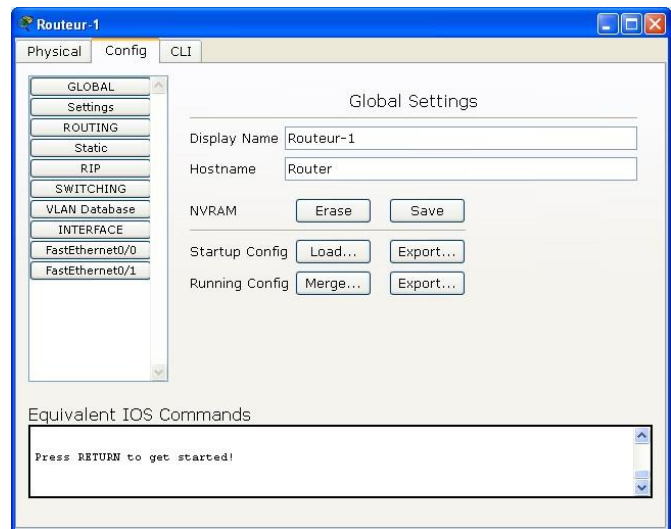 Routeur-1
Physical Config CLI
GLOBAL
Settings
ROUTING
Static
RIP
SWITCHING
VLAN Database
INTERFACE
FastEthernet0/0
FastEthernet0/1
Global Settings
Display Name Routeur-1
Hostname Router
NVRAM Erase Save
Startup Config Load... Export...
Running Config Merge... Export...
Equivalent IOS Commands
Press RETURN to get started!